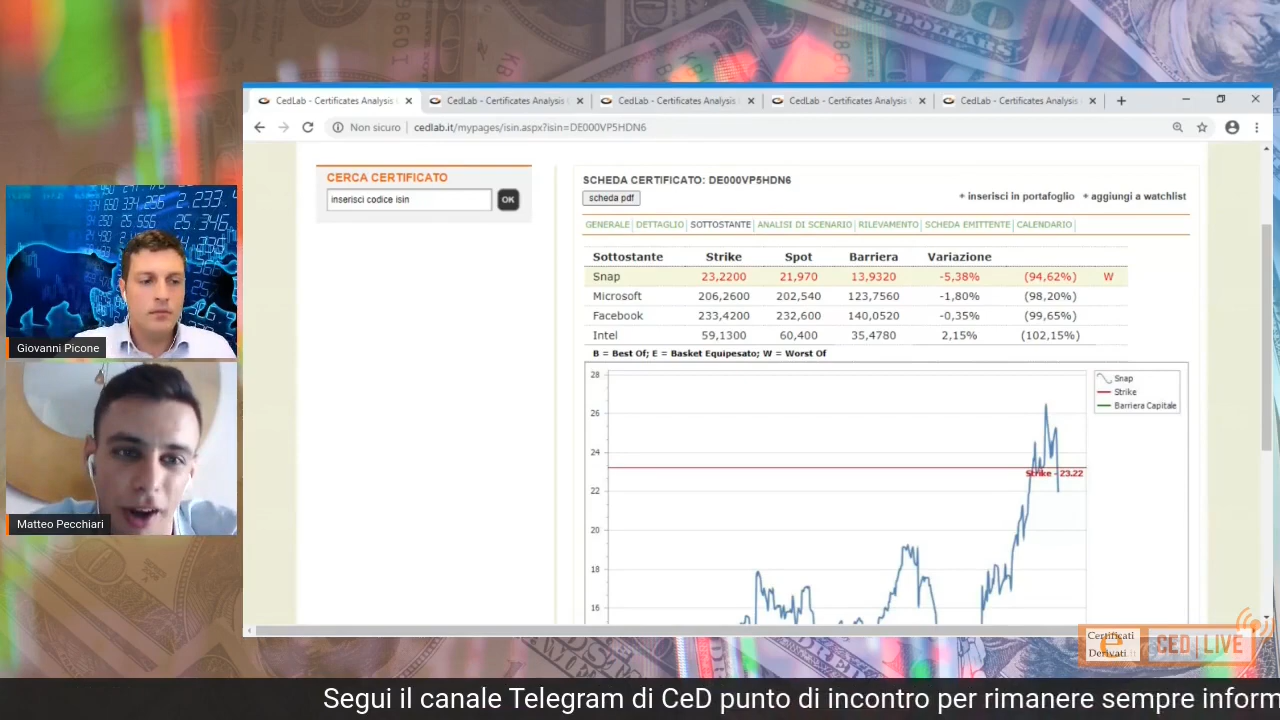 CedLab - Certificates Analysis
CedLab - Certificates Analysis
CedLab - Certificates Analysis
CedLab - Certificates Analysis
CedLab - Certificates Analysis
Non sicuro | cedlab.it/mypages/isin.aspx?isin=DE000VP5HDN6
CERCA CERTIFICATO
inserisci codice isin OK
SCHEDA CERTIFICATO: DE000VP5HDN6
scheda pdf
+ inserisci in portafoglio + aggiungi a watchlist
GENERALE | DETTAGLIO | SOTTOSTANTE | ANALISI DI SCENARIO | RILEVAMENTO | SCHEDA EMITTENTE | CALENDARIO |
Sottostante Strike Spot Barriera Variazione
Snap 23,2200 21,970 13,9320 -5,38% (94,62%) W
Microsoft 206,2600 202,540 123,7560 -1,80% (98,20%)
Facebook 233,4200 232,600 140,0520 -0,35% (99,65%)
Intel 59,1300 60,400 35,4780 2,15% (102,15%)
B = Best Of; E = Basket Equipesato; W = Worst Of
28
26
24
22
20
18
16
Strike - 23.22
Snap
Strike
Barriera Capitale
Giovanni Picone
Matteo Pecchiari
Certificati
e
Derivati
CED|LIVE
Segui il canale Telegram di CeD punto di incontro per rimanere sempre inform